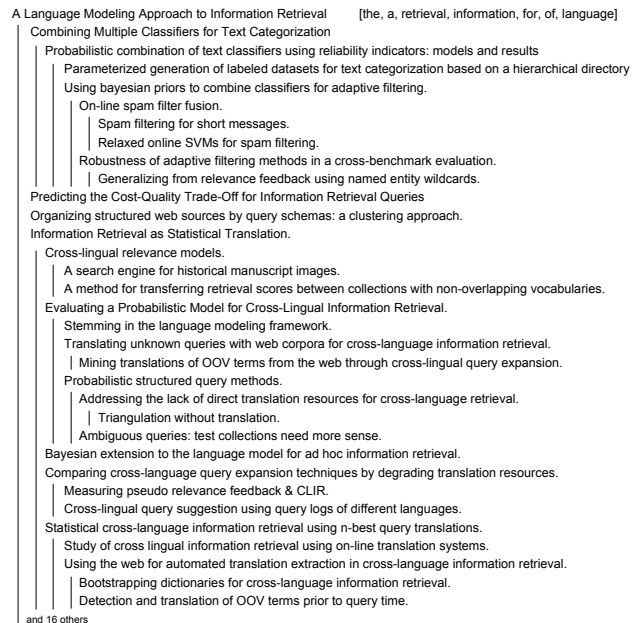 A Language Modeling Approach to Information Retrieval [the, a, retrieval, information, for, of, language]
Combining Multiple Classifiers for Text Categorization
Probabilistic combination of text classifiers using reliability indicators: models and results
Parameterized generation of labeled datasets for text categorization based on a hierarchical directory
Using bayesian priors to combine classifiers for adaptive filtering.
On-line spam filter fusion.
Spam filtering for short messages.
Relaxed online SVMs for spam filtering.
Robustness of adaptive filtering methods in a cross-benchmark evaluation.
Generalizing from relevance feedback using named entity wildcards.
Predicting the Cost-Quality Trade-Off for Information Retrieval Queries
Organizing structured web sources by query schemas: a clustering approach.
Information Retrieval as Statistical Translation.
Cross-lingual relevance models.
A search engine for historical manuscript images.
A method for transferring retrieval scores between collections with non-overlapping vocabularies.
Evaluating a Probabilistic Model for Cross-Lingual Information Retrieval.
Stemming in the language modeling framework.
Translating unknown queries with web corpora for cross-language information retrieval.
Mining translations of OOV terms from the web through cross-lingual query expansion.
Probabilistic structured query methods.
Addressing the lack of direct translation resources for cross-language retrieval.
Triangulation without translation.
Ambiguous queries: test collections need more sense.
Bayesian extension to the language model for ad hoc information retrieval.
Comparing cross-language query expansion techniques by degrading translation resources.
Measuring pseudo relevance feedback & CLIR.
Cross-lingual query suggestion using query logs of different languages.
Statistical cross-language information retrieval using n-best query translations.
Study of cross lingual information retrieval using on-line translation systems.
Using the web for automated translation extraction in cross-language information retrieval.
Bootstrapping dictionaries for cross-language information retrieval.
Detection and translation of OOV terms prior to query time.
and 16 others